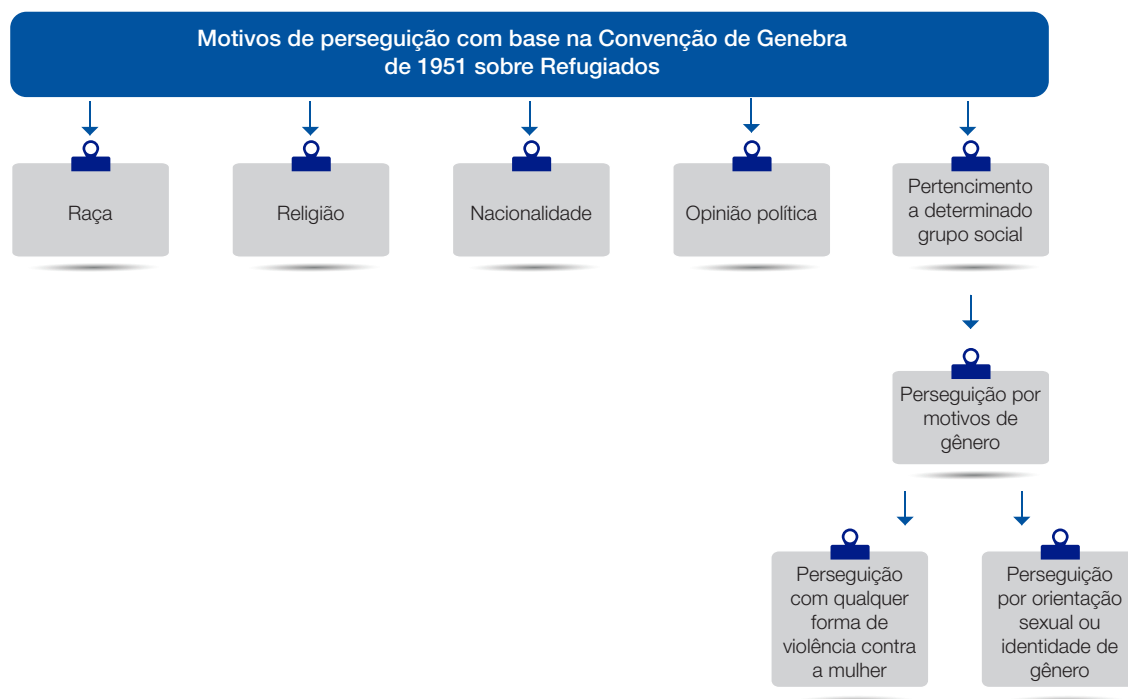 Motivos de perseguição com base na Convenção de Genebra
de 1951 sobre Refugiados
Raça
Religião
Nacionalidade
Opinião política
Pertencimento
a determinado
grupo social
Perseguição por
motivos de
gênero
Perseguição
com qualquer
forma de
violência contra
a mulher
Perseguição
por orientação
sexual ou
identidade de
gênero